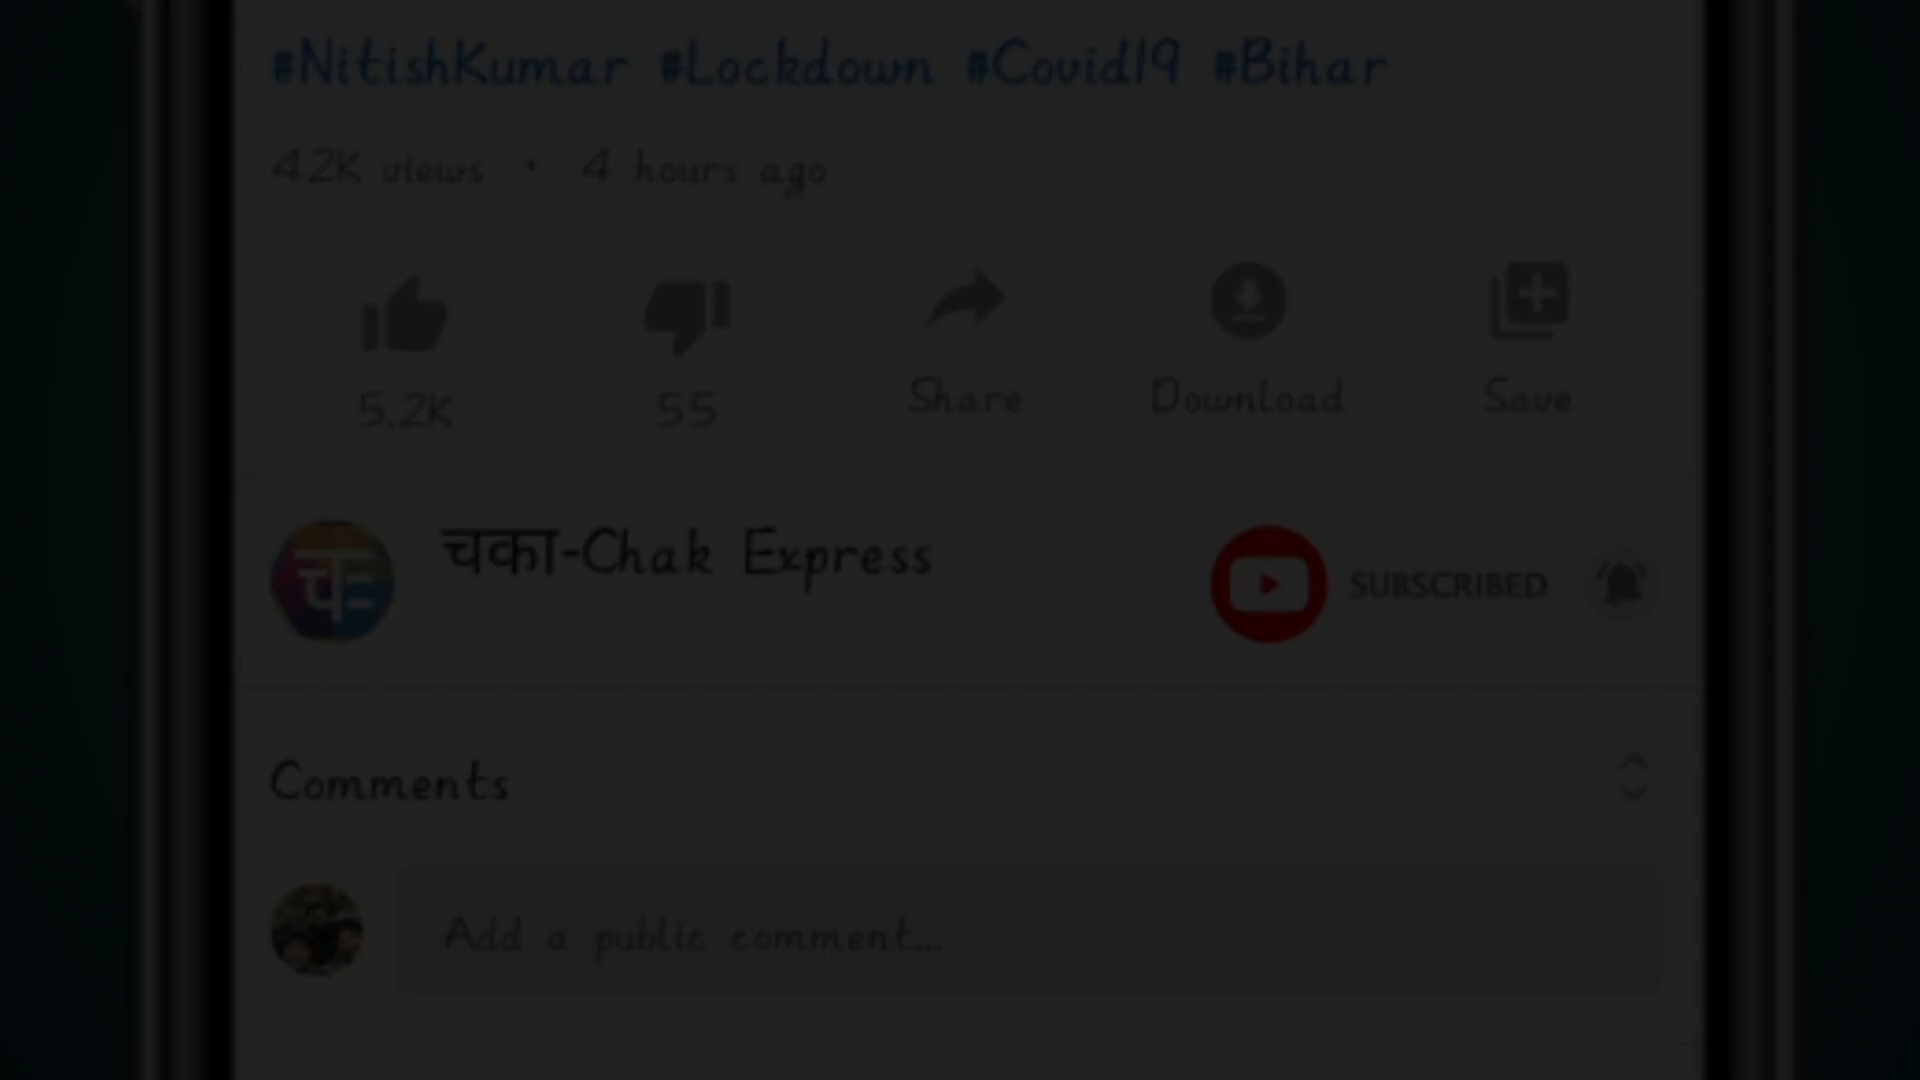 #NitishKumar #Lockdown #Covid19 #Bihar
42K views • 4 hours ago
5.2K
55
Share
Download
Save
चका-Chak Express
SUBSCRIBED
Comments
Add a public comment...